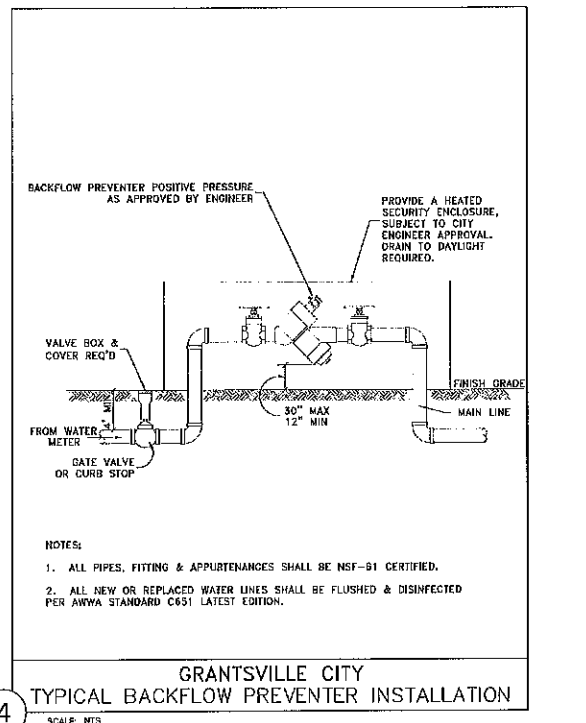 BACKFLOW PREVENTER POSITIVE PRESSURE
AS APPROVED BY ENGINEER
PROVIDE A HEATED
SECURITY ENCLOSURE,
SUBJECT TO CITY
ENGINEER APPROVAL.
DRAIN TO DAYLIGHT
REQUIRED.
VALVE BOX &
COVER REQ'D
FINISH GRADE
4' MIN
30" MAX
12" MIN
MAIN LINE
FROM WATER
METER
GATE VALVE
OR CURB STOP
NOTES:
1. ALL PIPES, FITTING & APPURTENANCES SHALL BE NSF-61 CERTIFIED.
2. ALL NEW OR REPLACED WATER LINES SHALL BE FLUSHED & DISINFECTED
PER AWWA STANDARD C651 LATEST EDITION.
GRANTSVILLE CITY
TYPICAL BACKFLOW PREVENTER INSTALLATION
4
SCALE: NTS